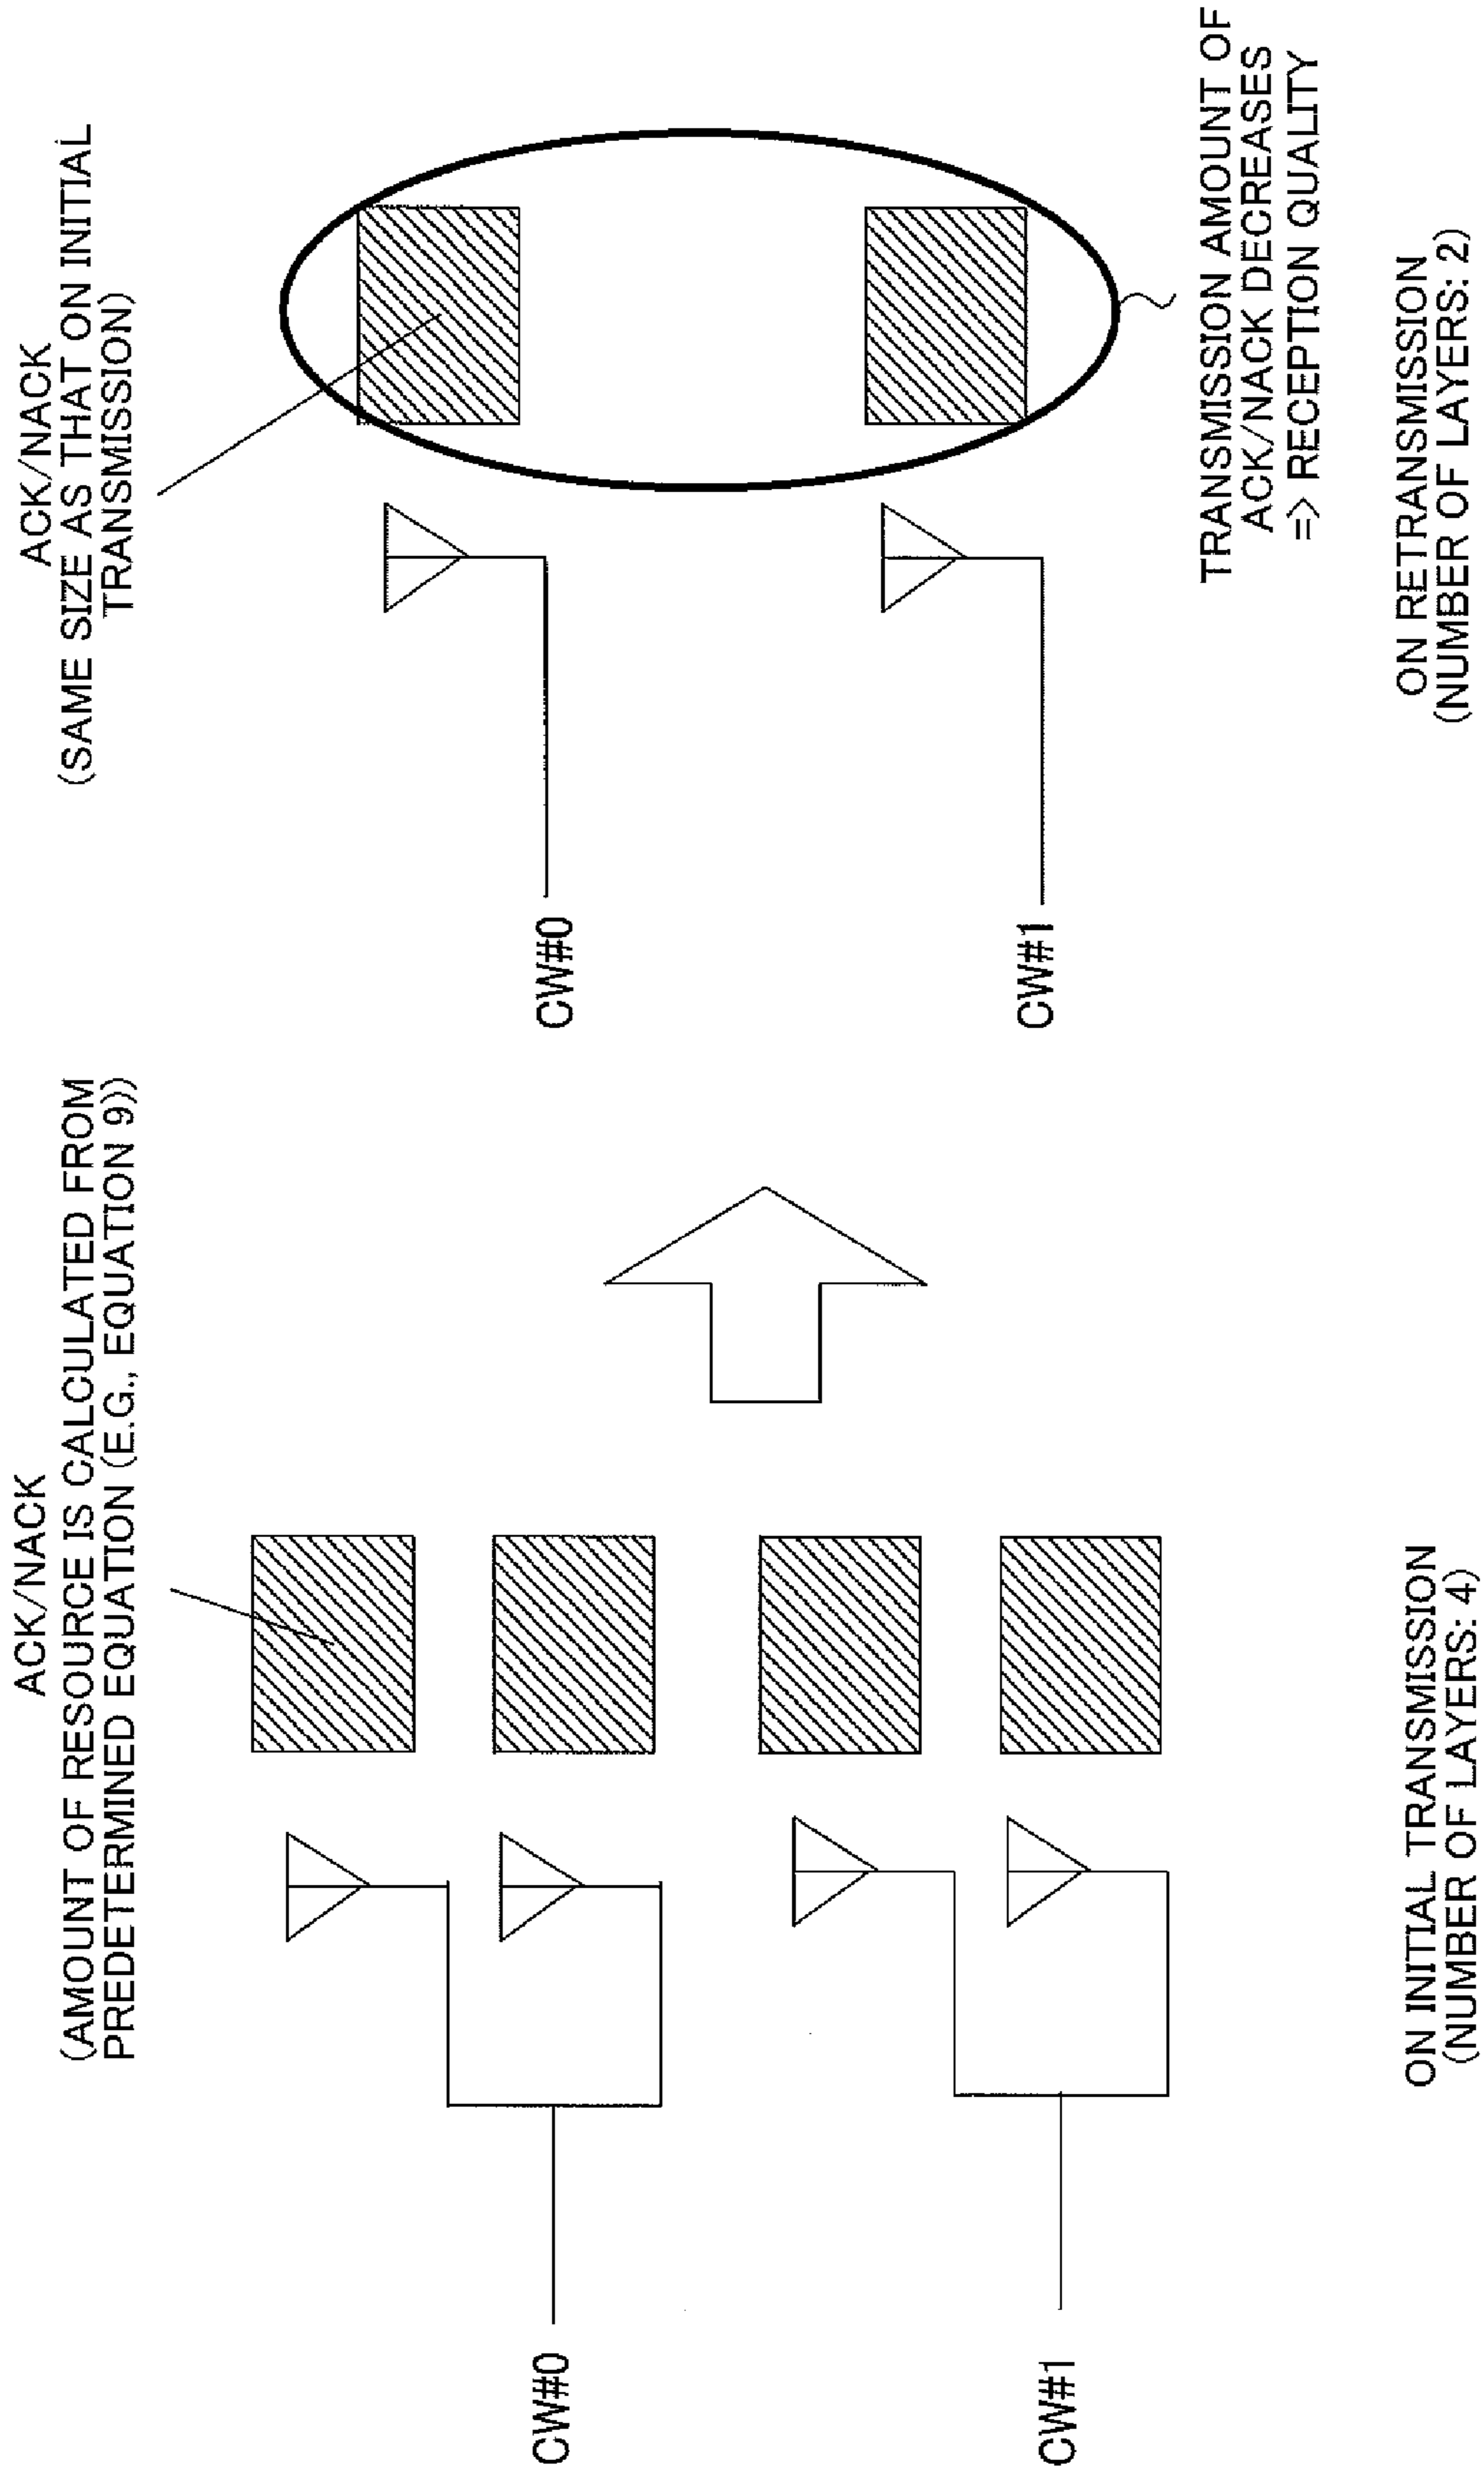 ACK/NACK
(AMOUNT OF RESOURCE IS CALCULATED FROM
PREDETERMINED EQUATION (E.G., EQUATION 9))
CW#0
CW#1
ON INITIAL TRANSMISSION
(NUMBER OF LAYERS: 4)
ACK/NACK
(SAME SIZE AS THAT ON INITIAL
TRANSMISSION)
CW#0
CW#1
TRANSMISSION AMOUNT OF
ACK/NACK DECREASES
=> RECEPTION QUALITY
ON RETRANSMISSION
(NUMBER OF LAYERS: 2)